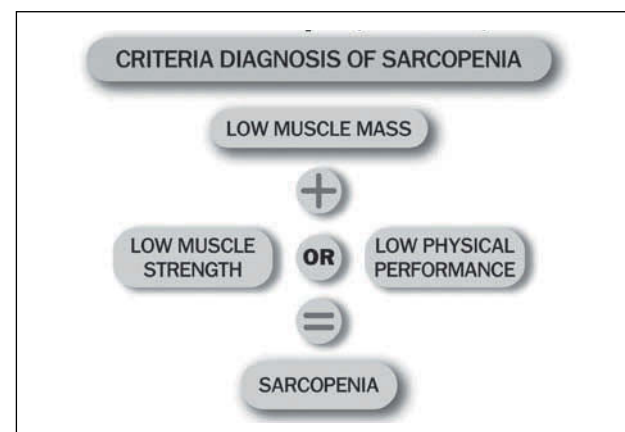 CRITERIA DIAGNOSIS OF SARCOPENIA
LOW MUSCLE MASS
+
LOW MUSCLE
STRENGTH
OR
LOW PHYSICAL
PERFORMANCE
=
SARCOPENIA